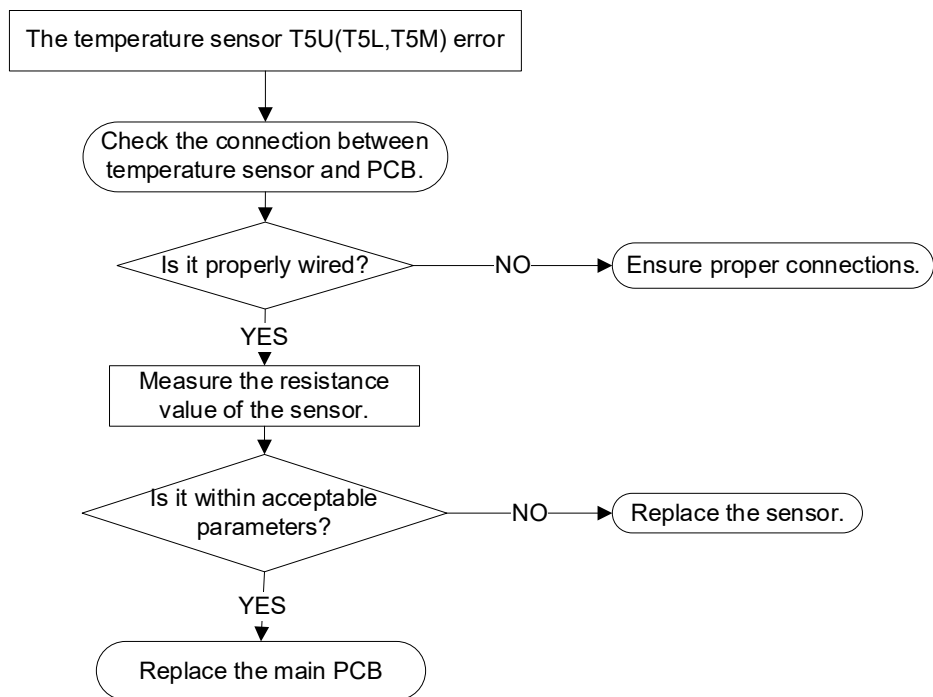 The temperature sensor T5U(T5L,T5M) error
Check the connection between
temperature sensor and PCB.
Is it properly wired?
NO
Ensure proper connections.
YES
Measure the resistance
value of the sensor.
Is it within acceptable
parameters?
NO
Replace the sensor.
YES
Replace the main PCB